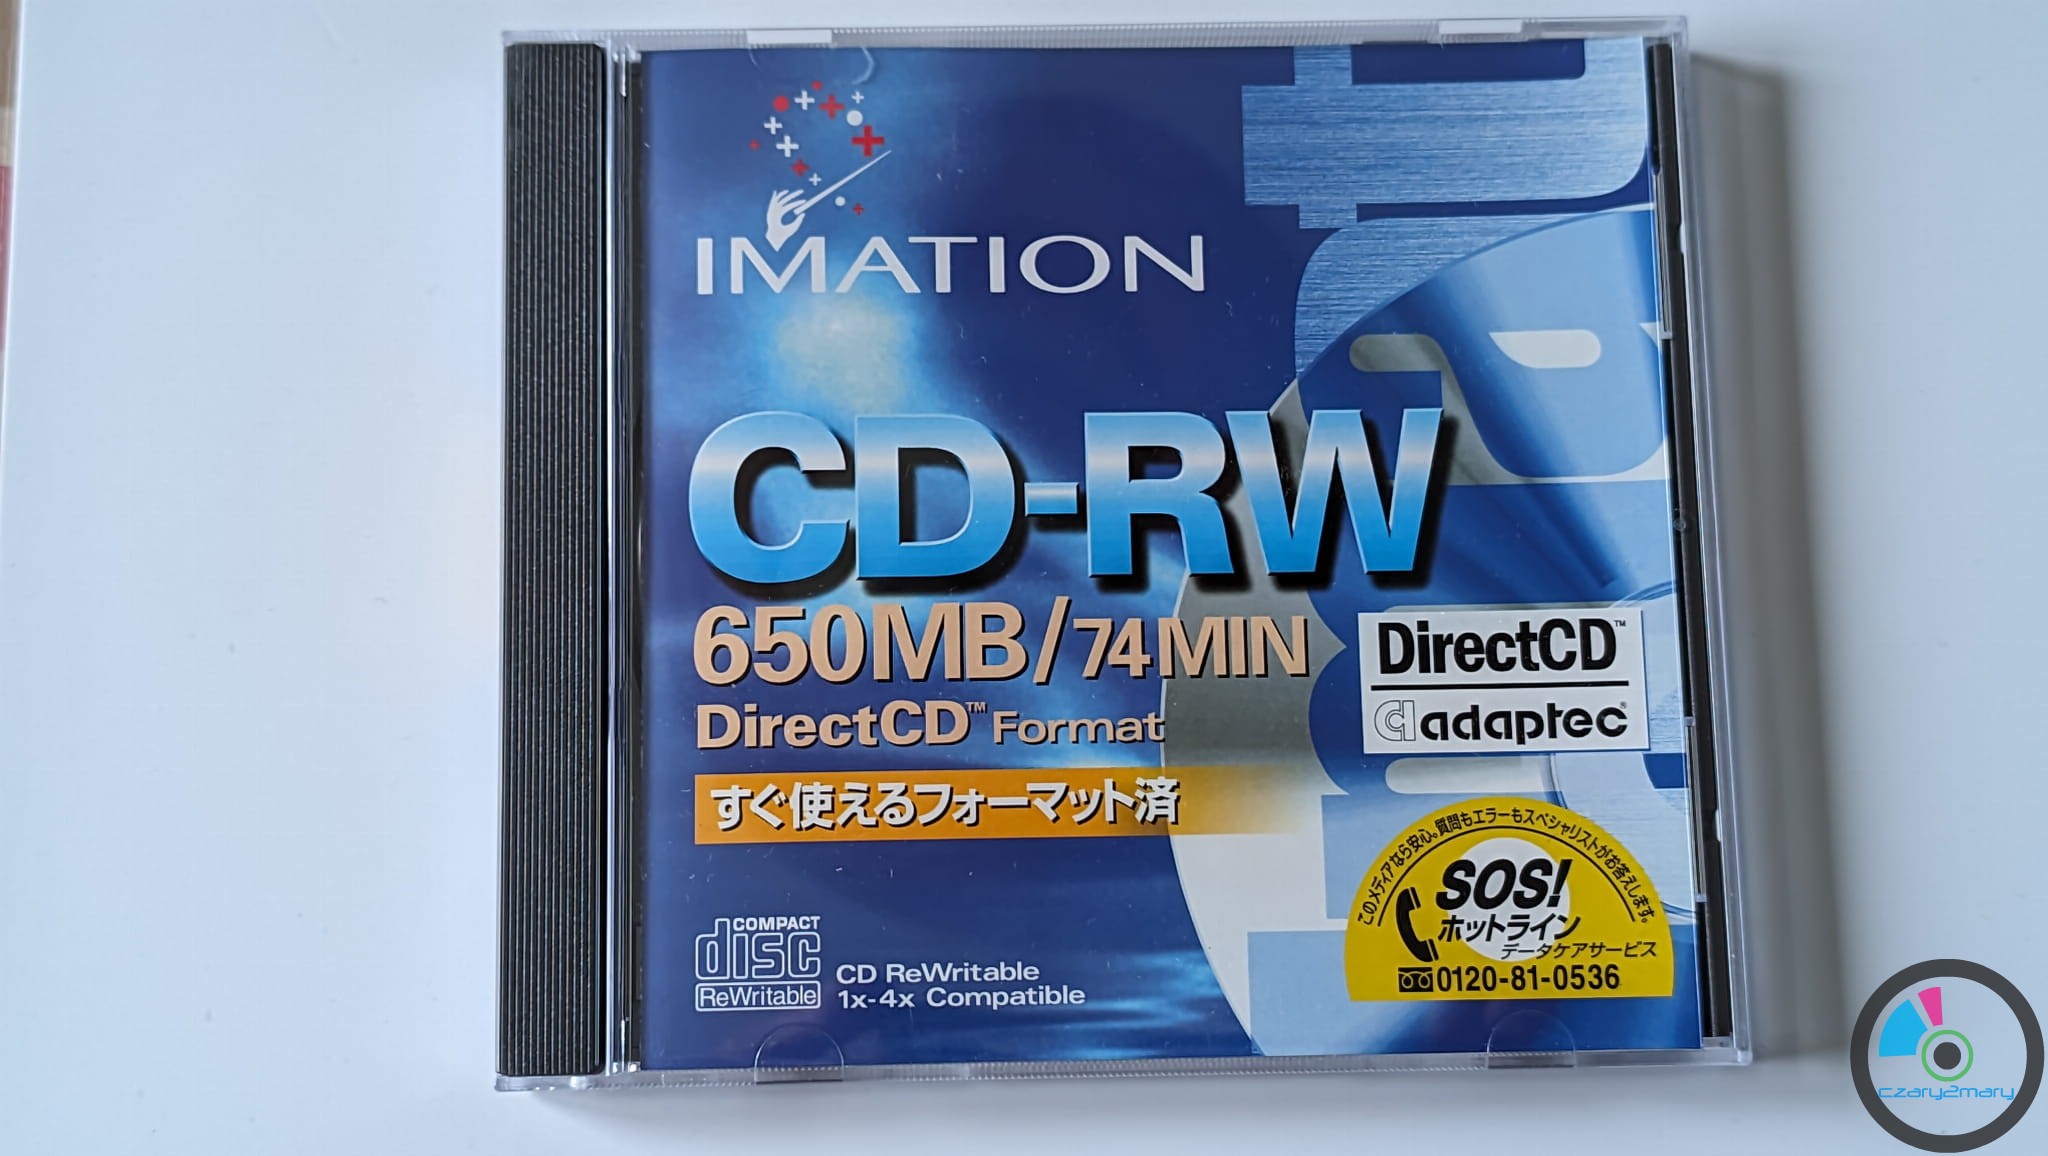 IMATION
CD-RW
650MB/74MIN
DirectCD™ Format
すぐ使えるフォーマット済
COMPACT
disc
ReWritable
CD ReWritable
1x-4x Compatible
DirectCD™
adaptec®
このメディアなら安心。質問もエラーもスペシャリストがお答えします。
SOS!
ホットライン
データケアサービス
0120-81-0536
czary2mary